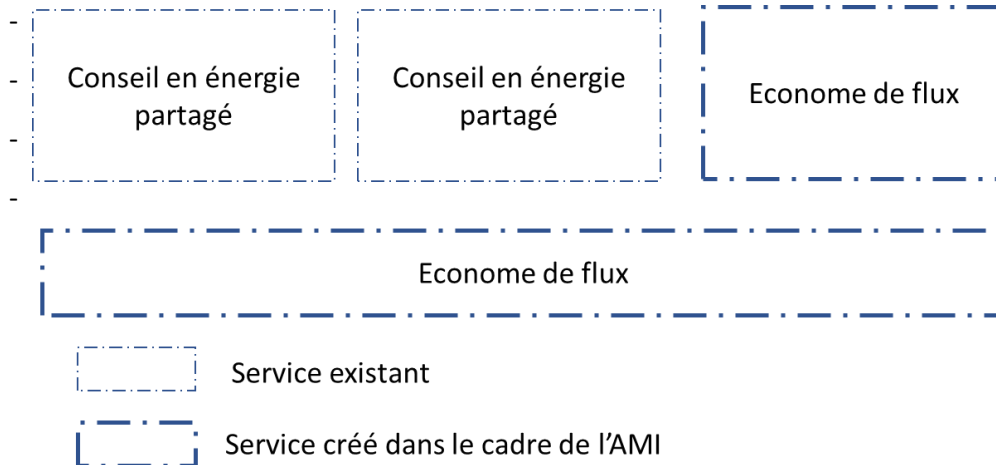 -
-
-
-
Conseil en énergie
partagé
Conseil en énergie
partagé
Econome de flux
Econome de flux
Service existant
Service créé dans le cadre de l’AMI